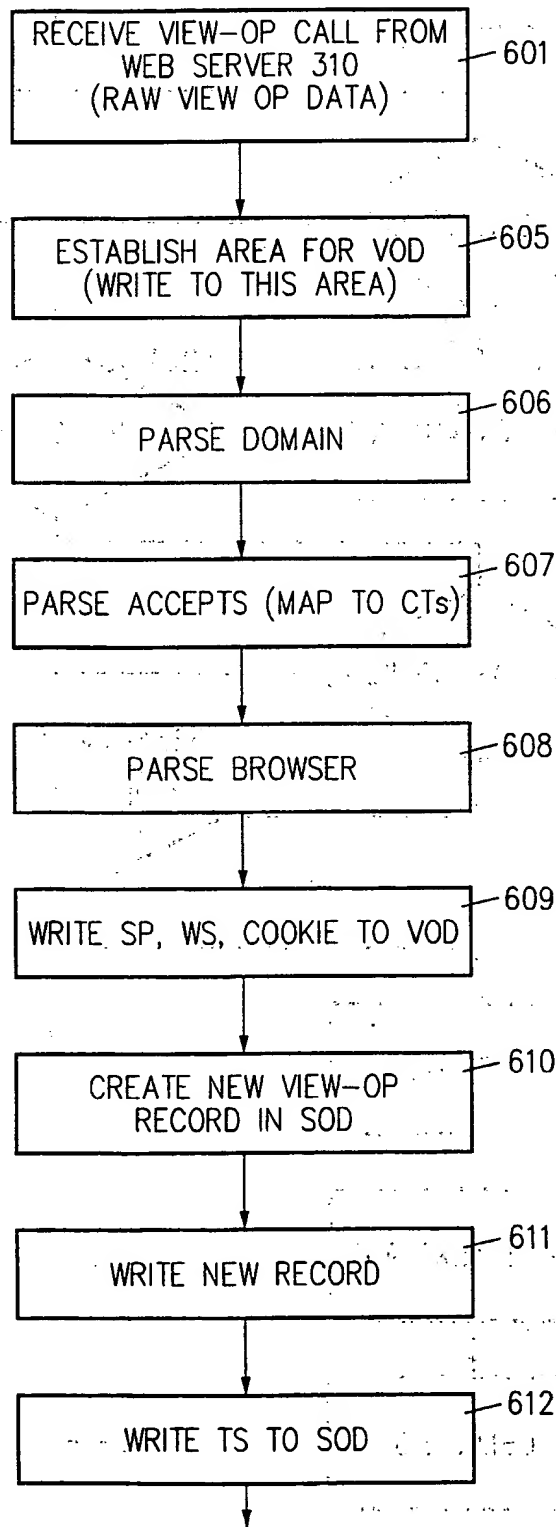 RECEIVE VIEW-OP CALL FROM
WEB SERVER 310
(RAW VIEW OP DATA)
601
ESTABLISH AREA FOR VOD
(WRITE TO THIS AREA)
605
PARSE DOMAIN
606
PARSE ACCEPTS (MAP TO CTs)
607
PARSE BROWSER
608
WRITE SP, WS, COOKIE TO VOD
609
CREATE NEW VIEW-OP
RECORD IN SOD
610
WRITE NEW RECORD
611
WRITE TS TO SOD
612